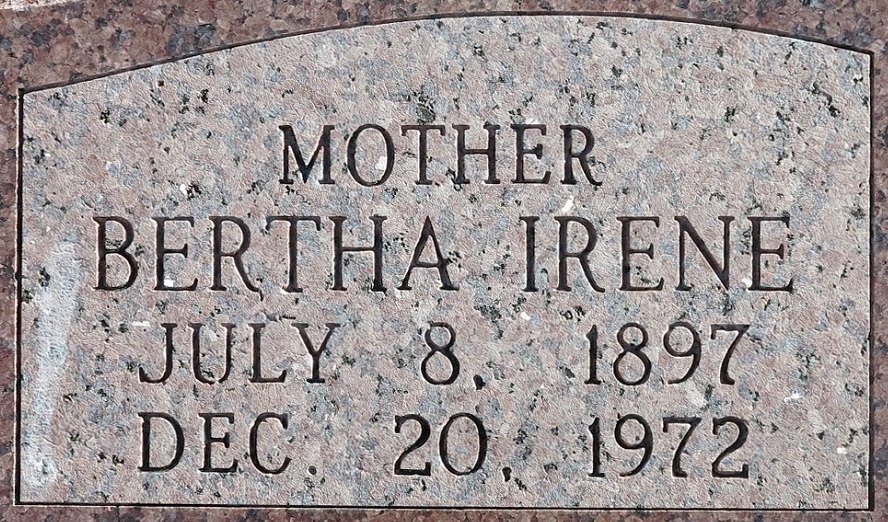 MOTHER
BERTHA IRENE
JULY 8, 1897
DEC. 20, 1972